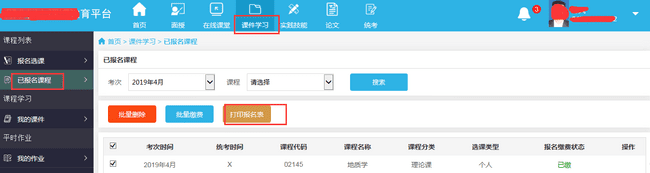 育平台
首页 面授 在线课堂 课件学习 实践技能 论文 统考
3
课程列表
报名选课
已报名课程
课程学习
我的课件
平时作业
我的作业
首页 > 课件学习 > 已报名课程
已报名课程
考次 2019年4月 课程 请选择 搜索
批量删除 批量缴费 打印报名表
考次时间 统考时间 课程代码 课程名称 课程分类 选课类型 报名缴费状态 操作
2019年4月 X 02145 地质学 理论课 个人 已缴